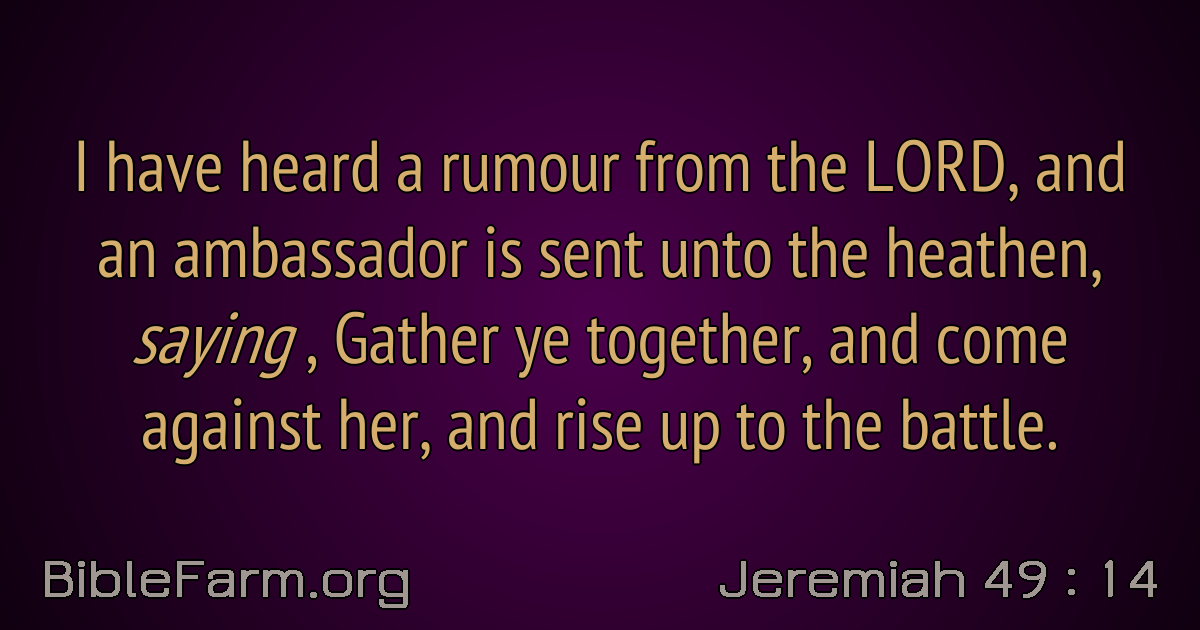 I have heard a rumour from the LORD, and
an ambassador is sent unto the heathen,
saying , Gather ye together, and come
against her, and rise up to the battle.
BibleFarm.org
Jeremiah 49 : 14